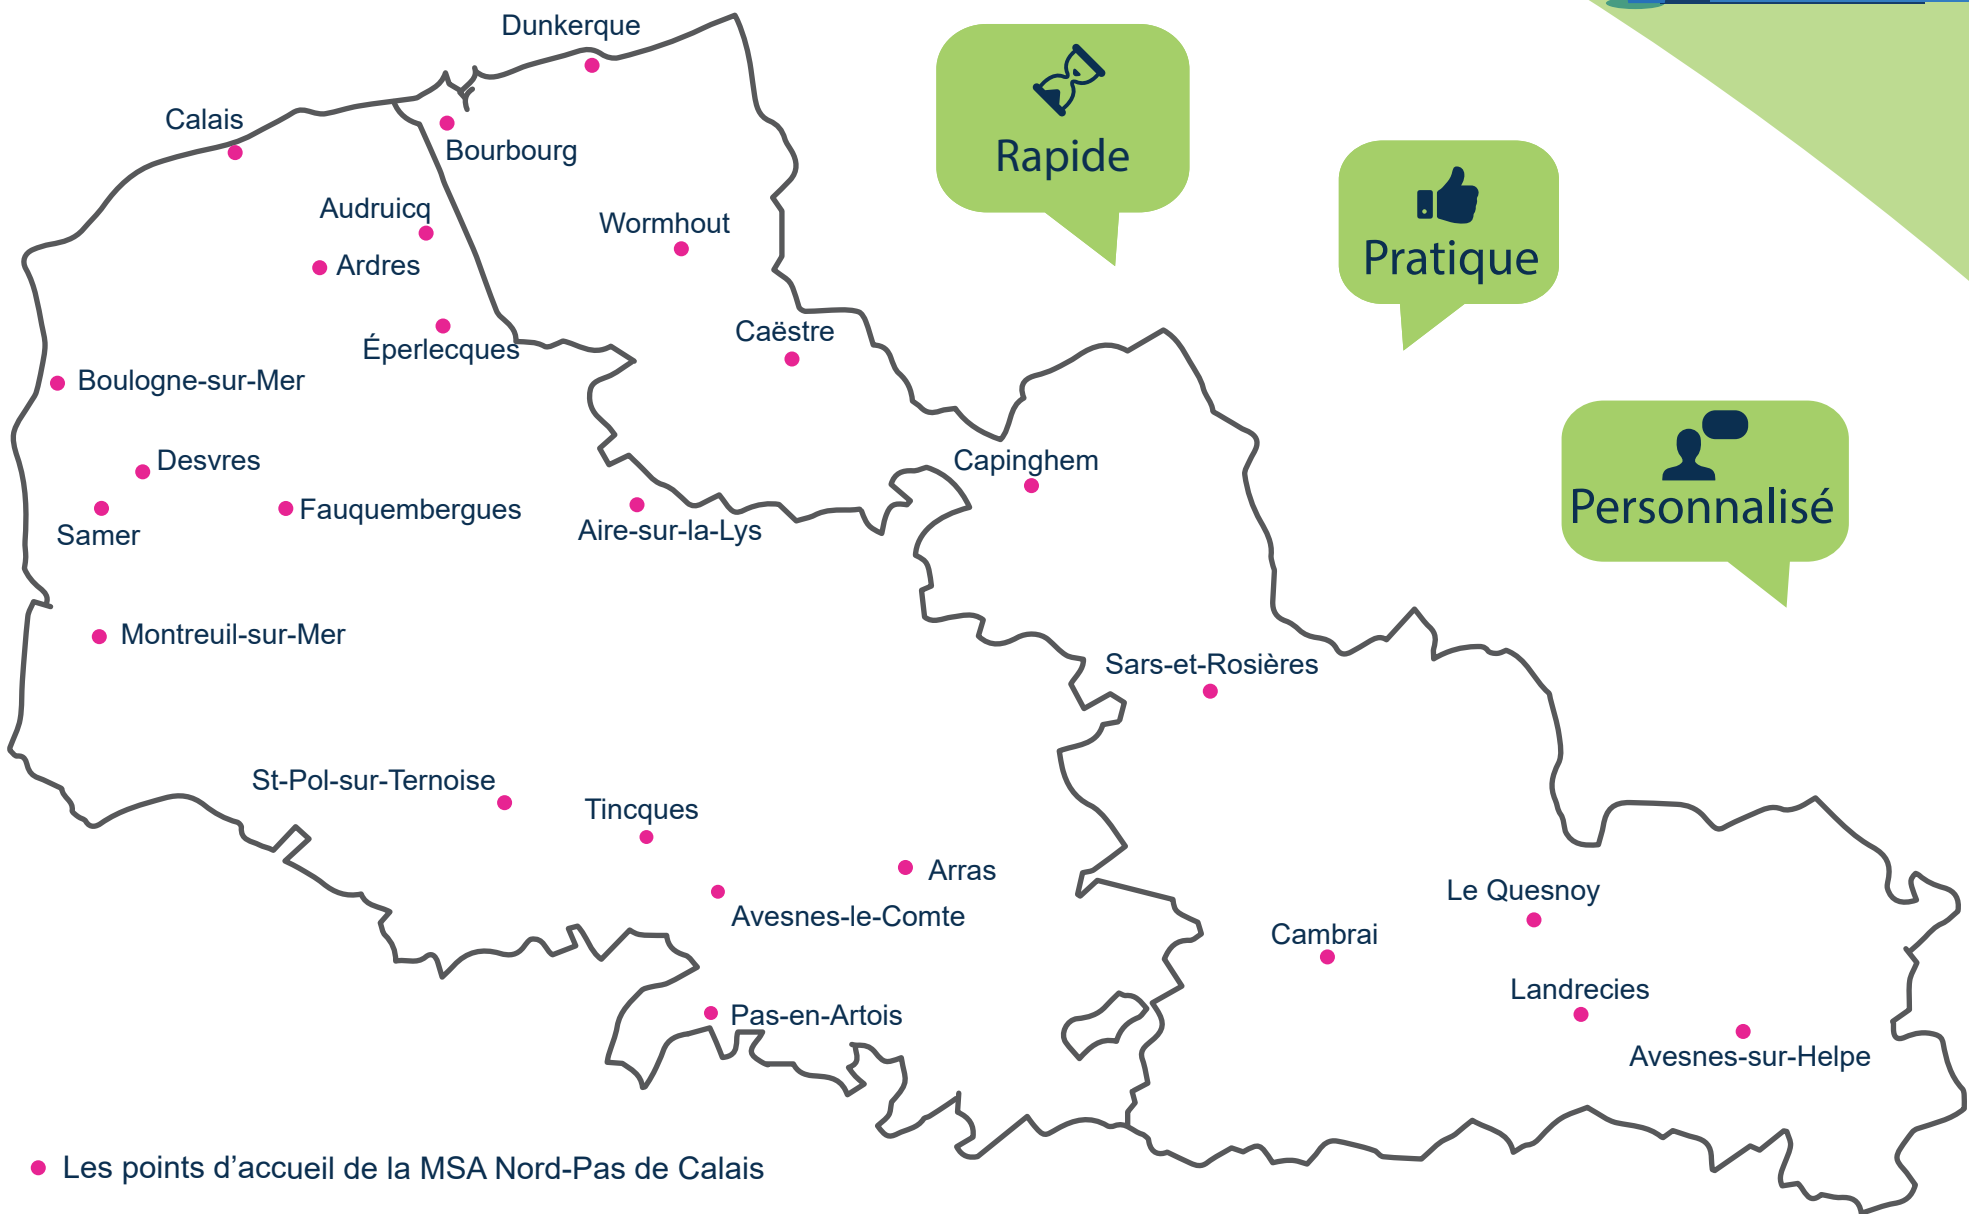 Dunkerque
Calais
Bourbourg
Rapide
Audruicq
Wormhout
Ardres
Pratique
Caëstre
Éperlecques
Boulogne-sur-Mer
Desvres
Capinghem
Fauquembergues
Personnalisé
Samer
Aire-sur-la-Lys
Montreuil-sur-Mer
Sars-et-Rosières
St-Pol-sur-Ternoise
Tincques
Arras
Le Quesnoy
Avesnes-le-Comte
Cambrai
Landrecies
Pas-en-Artois
Avesnes-sur-Helpe
Les points d’accueil de la MSA Nord-Pas de Calais